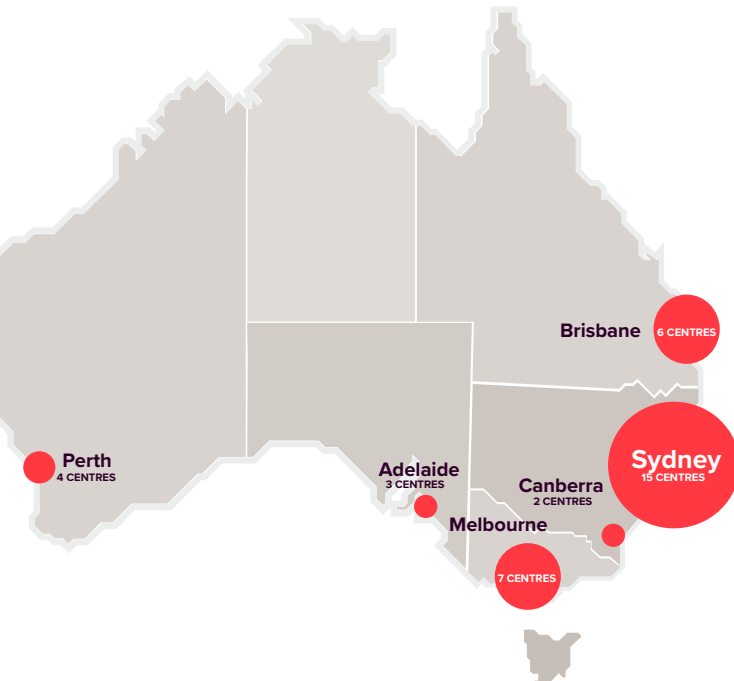 Brisbane
6 CENTRES
Perth
4 CENTRES
Adelaide
3 CENTRES
Sydney
15 CENTRES
Canberra
2 CENTRES
Melbourne
7 CENTRES